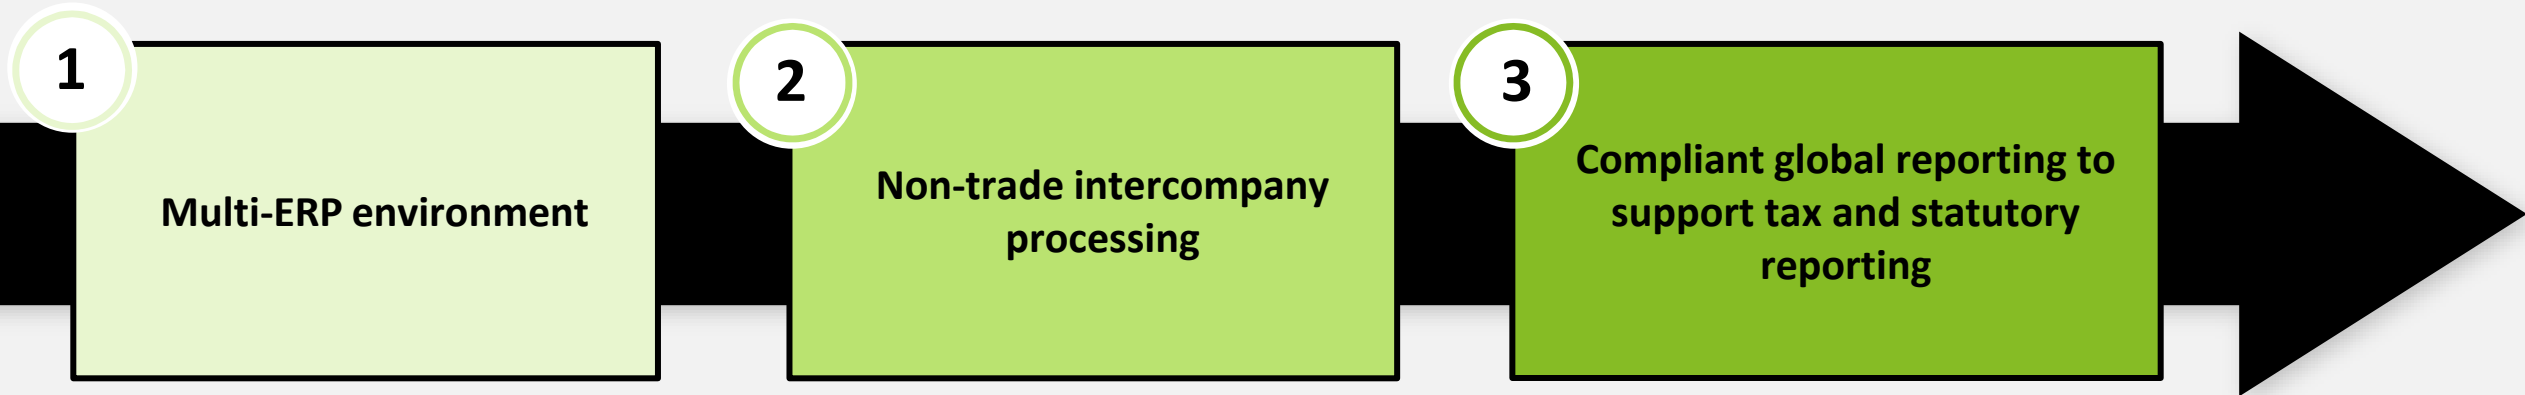 1
Multi-ERP environment
2
Non-trade intercompany
processing
3
Compliant global reporting to
support tax and statutory
reporting